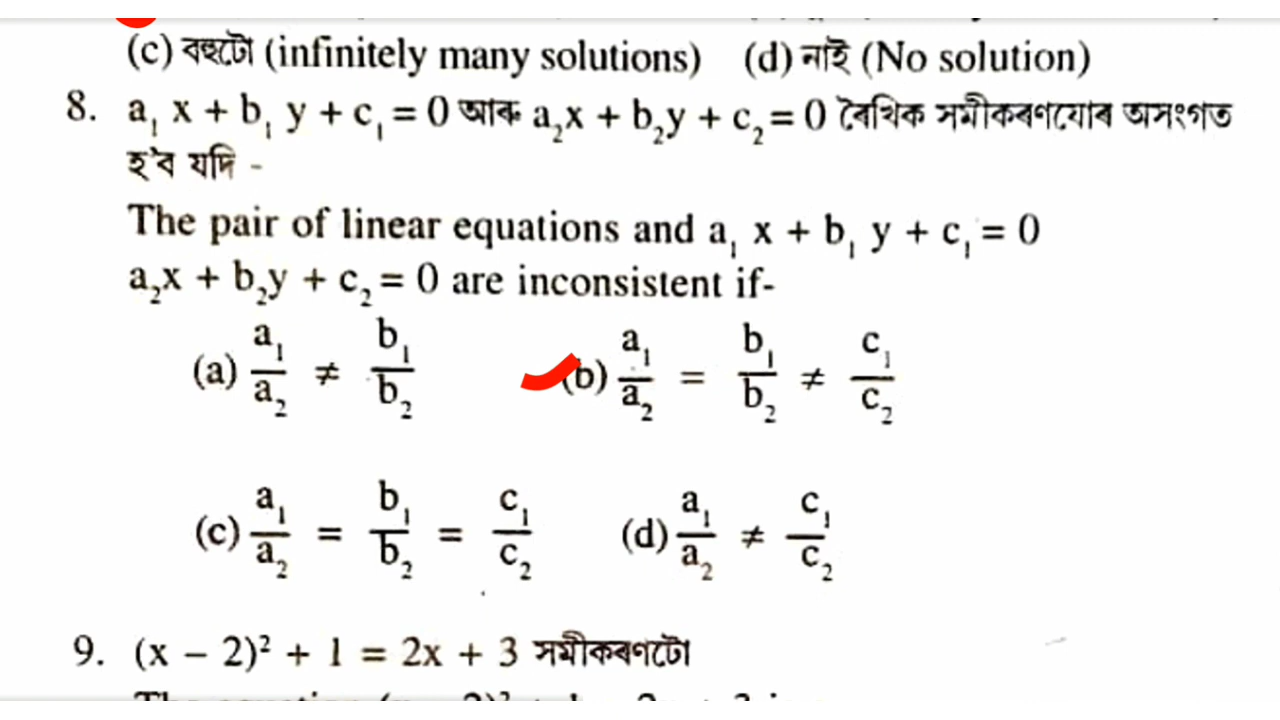 (c) বহুটো (infinitely many solutions) (d) নাই (No solution)
8. a₁ x + b₁ y + c₁ = 0 আৰু a₂x + b₂y + c₂ = 0 ৰৈখিক সমীকৰণযোৰ অসংগত
হ'ব যদি -
The pair of linear equations and a₁ x + b₁ y + c₁ = 0
a₂x + b₂y + c₂ = 0 are inconsistent if-
(a) a₁/a₂ ≠ b₁/b₂ (b) a₁/a₂ = b₁/b₂ ≠ c₁/c₂
(c) a₁/a₂ = b₁/b₂ = c₁/c₂ (d) a₁/a₂ ≠ c₁/c₂
9. (x – 2)² + 1 = 2x + 3 সমীকৰণটো